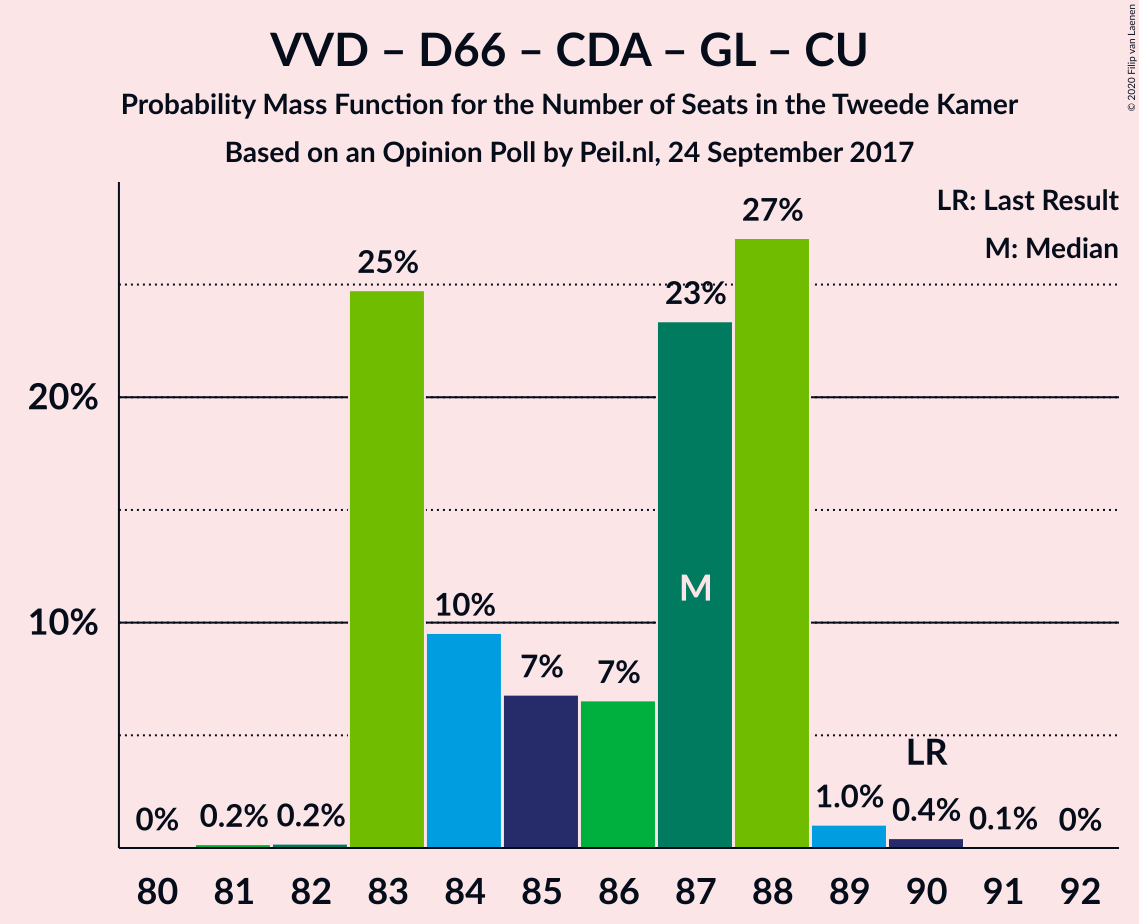 VVD – D66 – CDA – GL – CU
Probability Mass Function for the Number of Seats in the Tweede Kamer
Based on an Opinion Poll by Peil.nl, 24 September 2017
© 2020 Filip van Laenen
LR: Last Result
M: Median
27%
25%
23%
20%
M
10%
10%
7%
7%
LR
0%
0.2%
0.2%
1.0%
0.4%
0.1%
0%
80 81 82 83 84 85 86 87 88 89 90 91 92